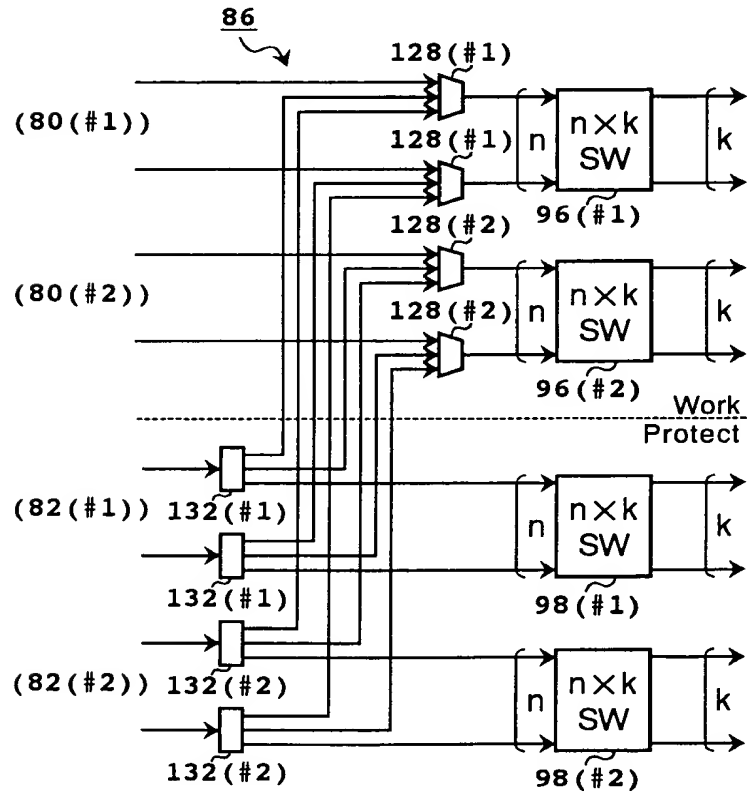 86
128(#1)
(80(#1))
n
n×k
SW
k
128(#1)
96(#1)
128(#2)
(80(#2))
n
n×k
SW
k
128(#2)
96(#2)
Work
Protect
(82(#1))
132(#1)
n
n×k
SW
k
132(#1)
98(#1)
(82(#2))
132(#2)
n
n×k
SW
k
132(#2)
98(#2)